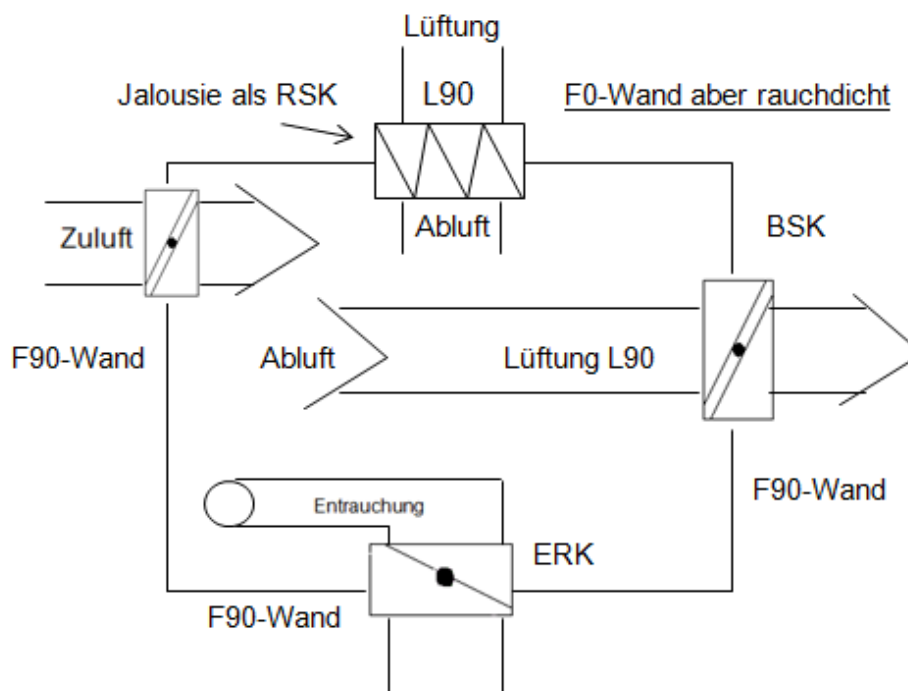 Lüftung
Jalousie als RSK
L90
F0-Wand aber rauchdicht
Zuluft
Abluft
BSK
F90-Wand
Abluft
Lüftung L90
F90-Wand
Entrauchung
ERK
F90-Wand